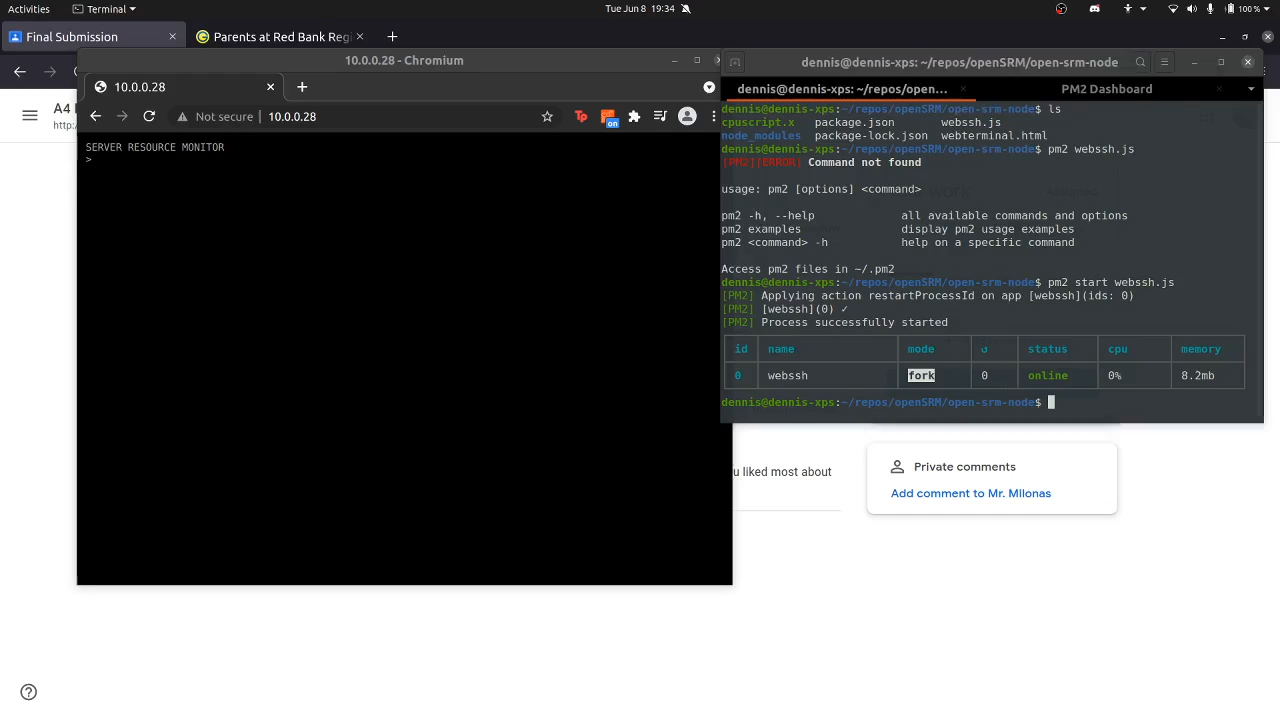 Activities
Terminal
Tue Jun 8 19:34
100 %
Final Submission
Parents at Red Bank Regi
10.0.0.28 - Chromium
dennis@dennis-xps: ~/repos/openSRM/open-srm-node
10.0.0.28
dennis@dennis-xps: ~/repos/open...
PM2 Dashboard
Not secure
10.0.0.28
Tp
on
A4
http:/
SERVER RESOURCE MONITOR
>
dennis@dennis-xps:~/repos/openSRM/open-srm-node$ ls
cpuscript.x package.json webssh.js
node_modules package-lock.json webterminal.html
dennis@dennis-xps:~/repos/openSRM/open-srm-node$ pm2 webssh.js
[PM2][ERROR] Command not found
usage: pm2 [options] <command>
pm2 -h, --help all available commands and options
pm2 examples display pm2 usage examples
pm2 <command> -h help on a specific command
Access pm2 files in ~/.pm2
dennis@dennis-xps:~/repos/openSRM/open-srm-node$ pm2 start webssh.js
[PM2] Applying action restartProcessId on app [webssh](ids: 0)
[PM2] [webssh](0) ✓
[PM2] Process successfully started
id name mode ↺ status cpu memory
0 webssh fork 0 online 0% 8.2mb
dennis@dennis-xps:~/repos/openSRM/open-srm-node$
u liked most about
Private comments
Add comment to Mr. Milonas